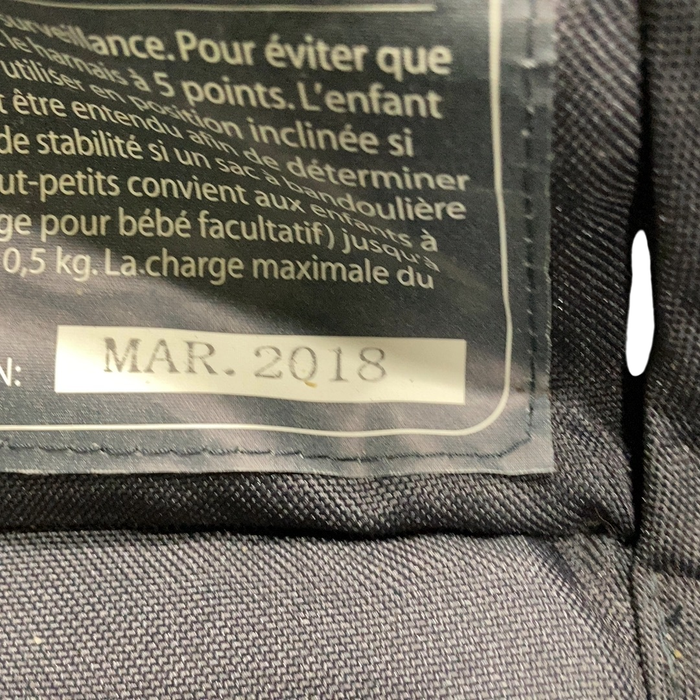 surveillance. Pour éviter que
le harnais à 5 points. L'enfant
utiliser en position inclinée si
t être entendu afin de déterminer
de stabilité si un sac à bandoulière
ut-petits convient aux enfants à
ge pour bébé facultatif) jusqu'à
0,5 kg. La charge maximale du
N: MAR. 2018